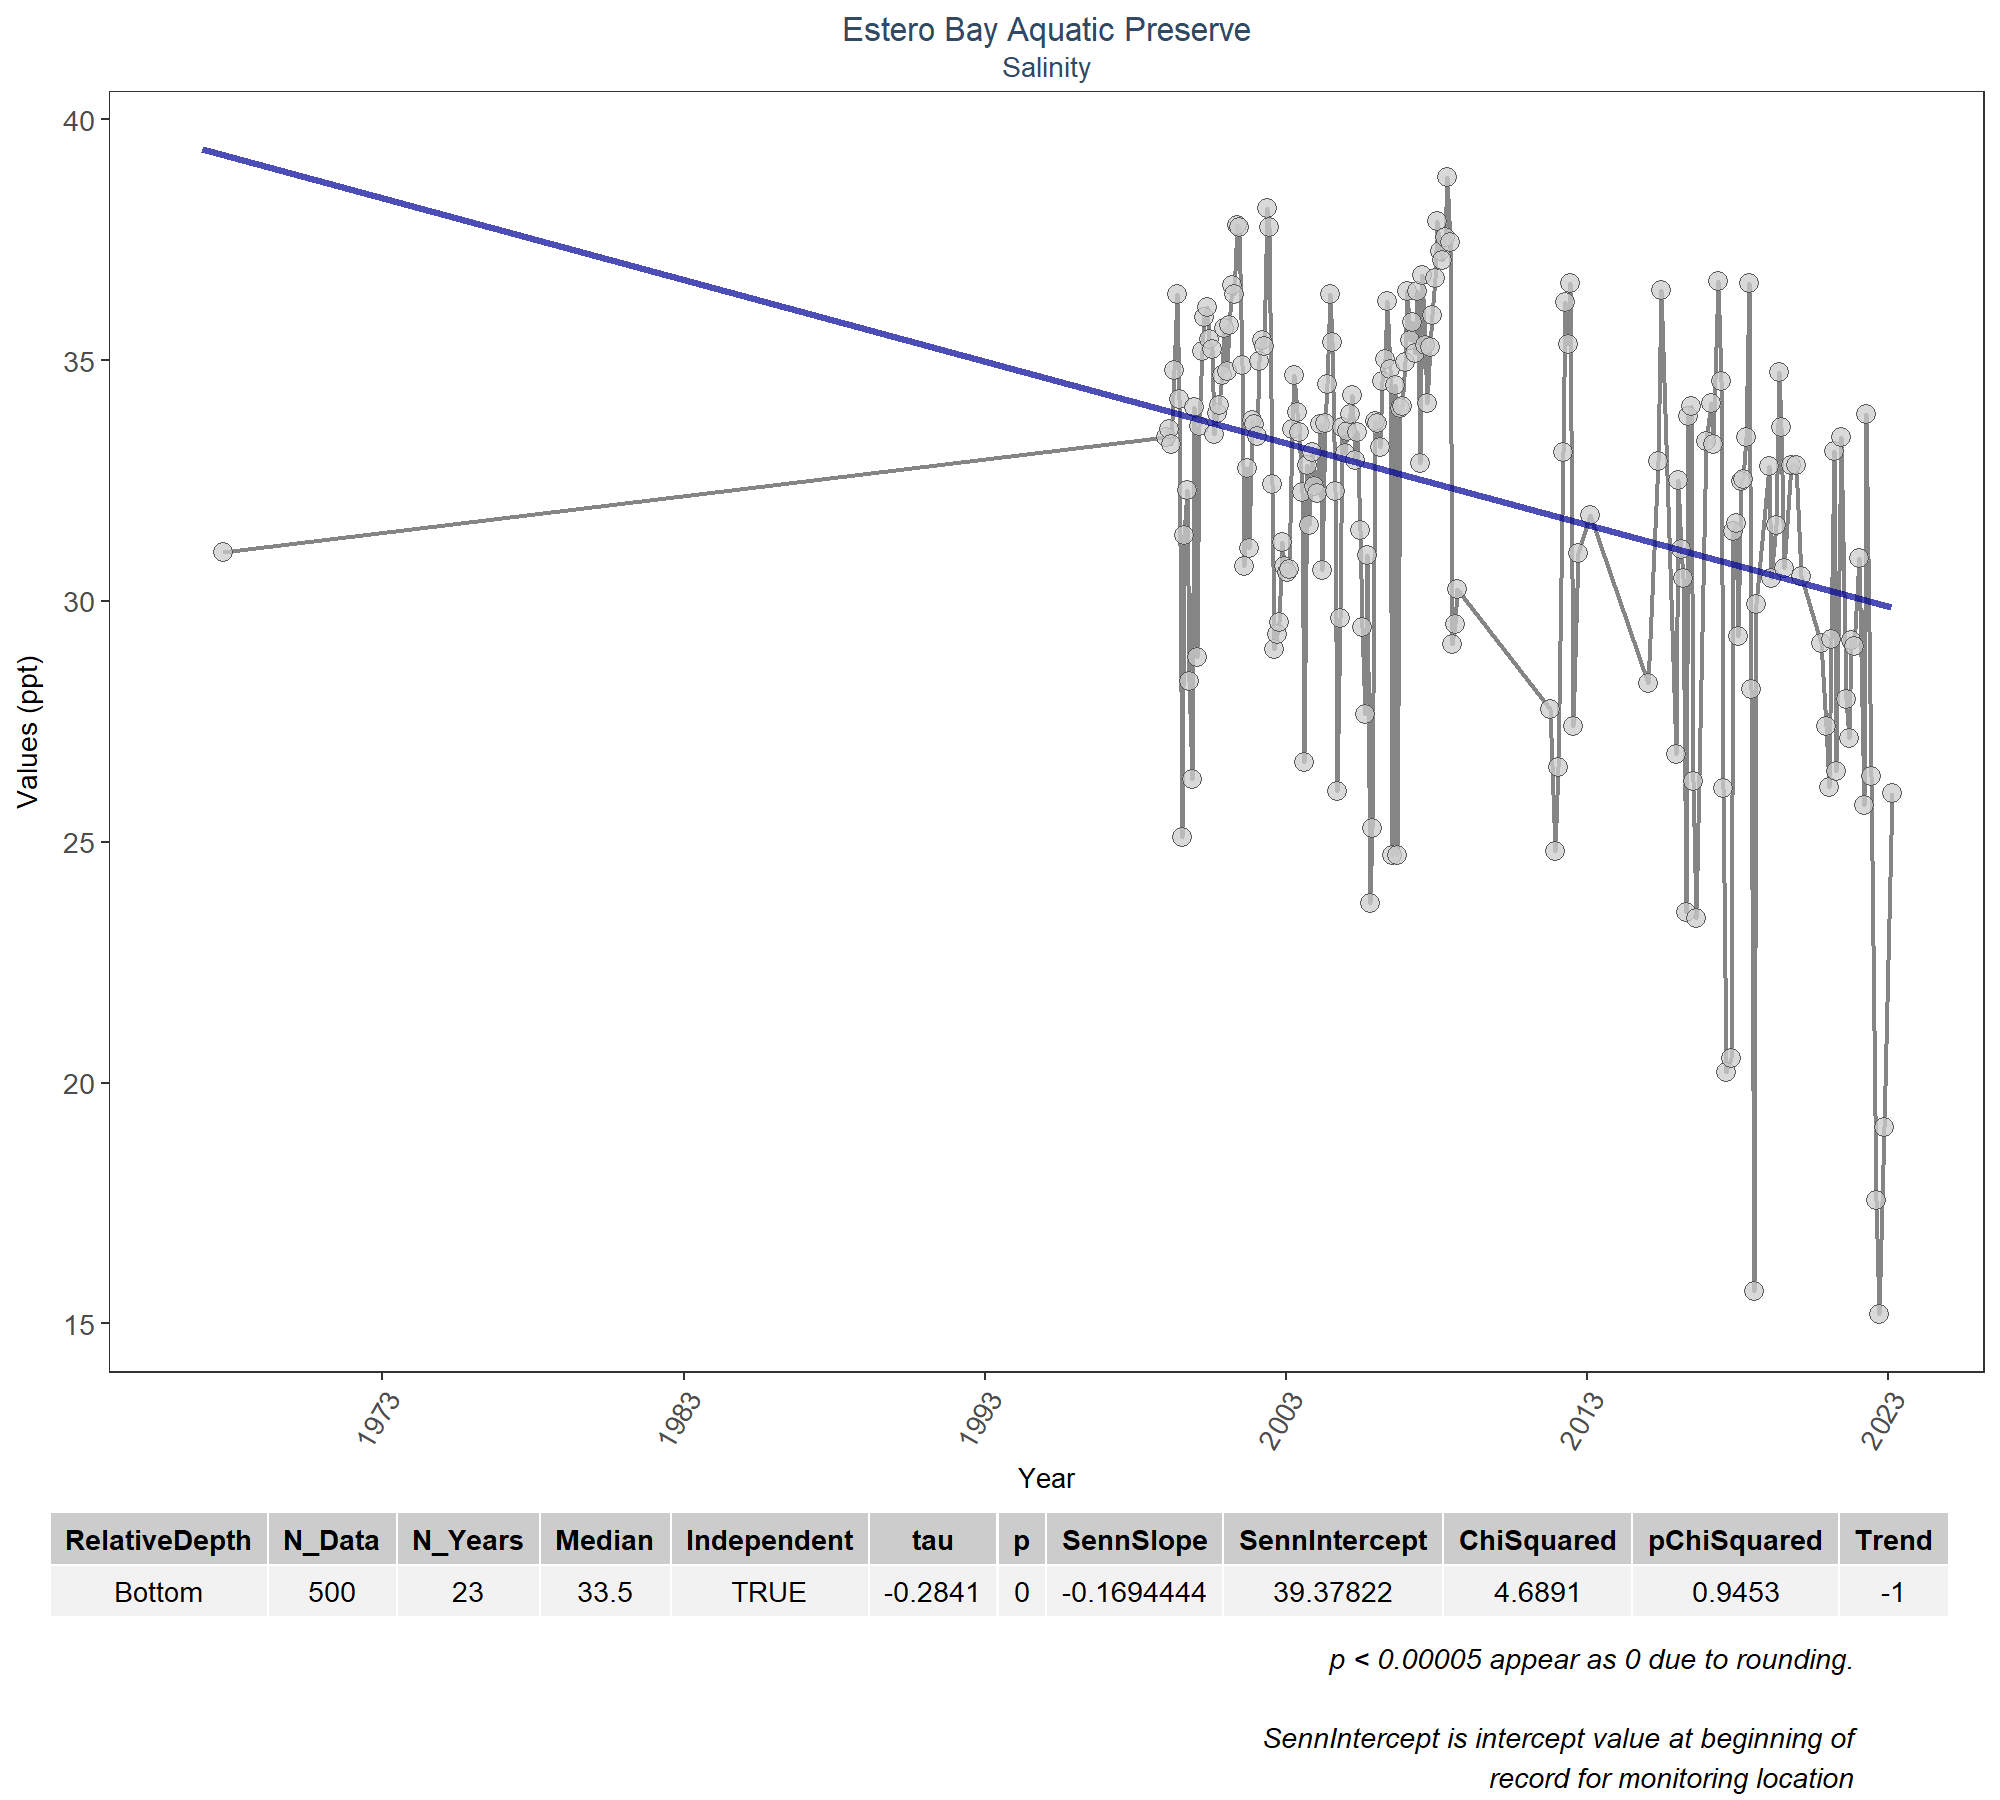 Estero Bay Aquatic Preserve
Salinity
40
35
30
25
20
15
Values (ppt)
1973
1983
1993
2003
2013
2023
Year
RelativeDepth N_Data N_Years Median Independent tau p SennSlope SennIntercept ChiSquared pChiSquared Trend
Bottom 500 23 33.5 TRUE -0.2841 0 -0.1694444 39.37822 4.6891 0.9453 -1
p < 0.00005 appear as 0 due to rounding.
SennIntercept is intercept value at beginning of
record for monitoring location